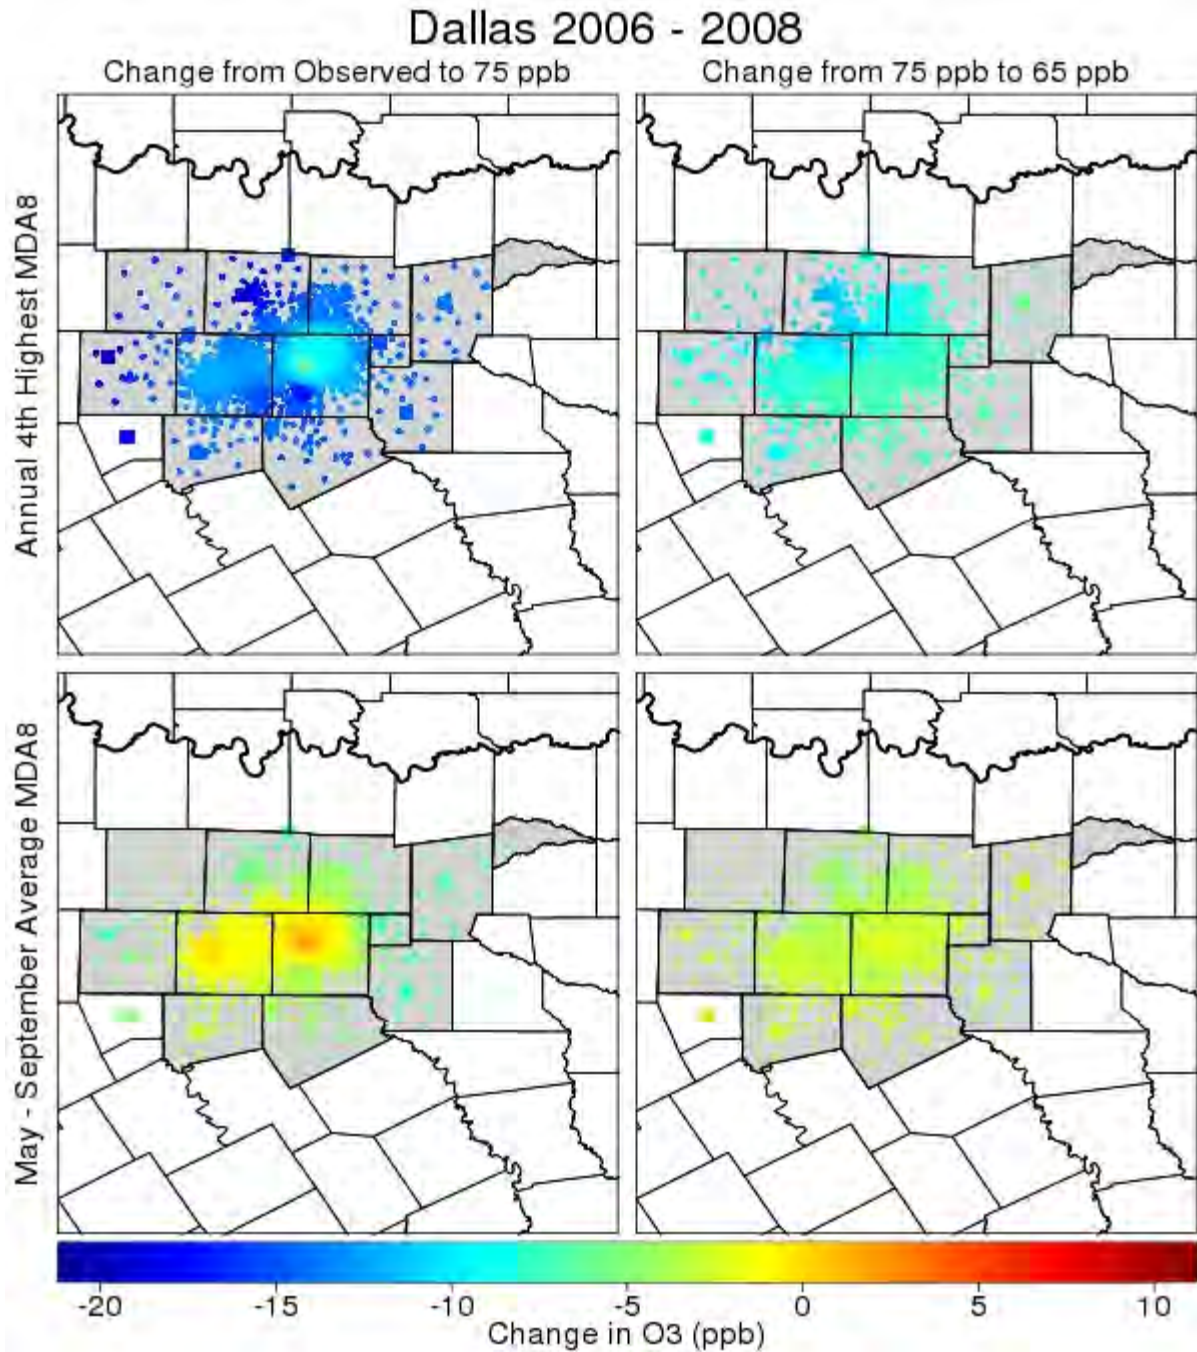 Dallas 2006 - 2008
Change from Observed to 75 ppb
Change from 75 ppb to 65 ppb
Annual 4th Highest MDA8
May - September Average MDA8
-20 -15 -10 -5 0 5 10
Change in O3 (ppb)